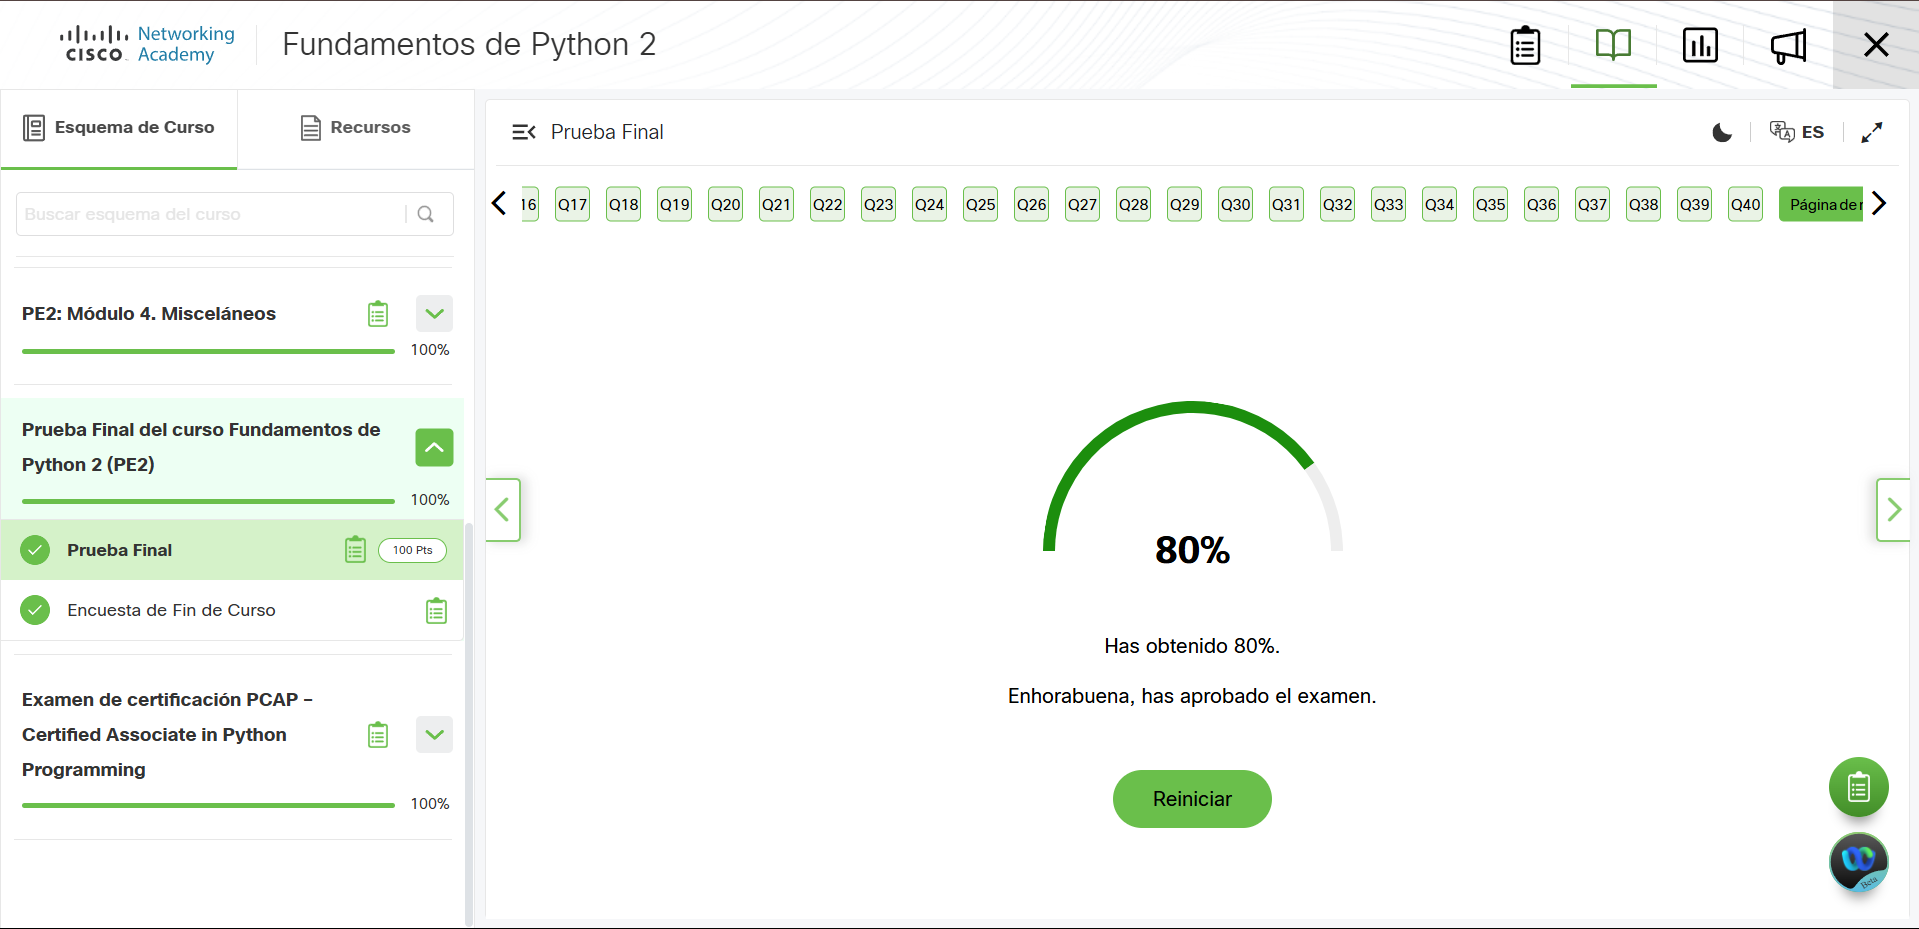 CISCO Networking Academy
Fundamentos de Python 2
Esquema de Curso
Recursos
Buscar esquema del curso
PE2: Módulo 4. Misceláneos
100%
Prueba Final del curso Fundamentos de
Python 2 (PE2)
100%
Prueba Final
100 Pts
Encuesta de Fin de Curso
Examen de certificación PCAP –
Certified Associate in Python
Programming
100%
Prueba Final
ES
16 Q17 Q18 Q19 Q20 Q21 Q22 Q23 Q24 Q25 Q26 Q27 Q28 Q29 Q30 Q31 Q32 Q33 Q34 Q35 Q36 Q37 Q38 Q39 Q40 Página de r
80%
Has obtenido 80%.
Enhorabuena, has aprobado el examen.
Reiniciar
Beta